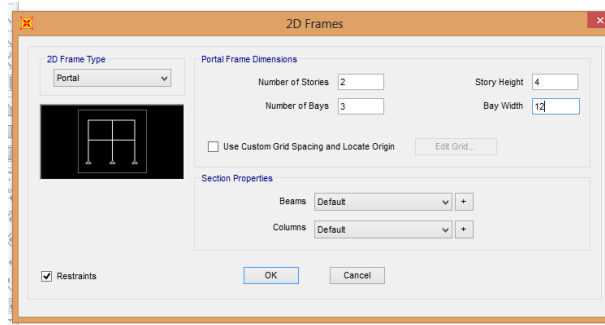 2D Frames
2D Frame Type
Portal
Portal Frame Dimensions
Number of Stories 2 Story Height 4
Number of Bays 3 Bay Width 12
Use Custom Grid Spacing and Locate Origin Edit Grid...
Section Properties
Beams Default +
Columns Default +
Restraints OK Cancel